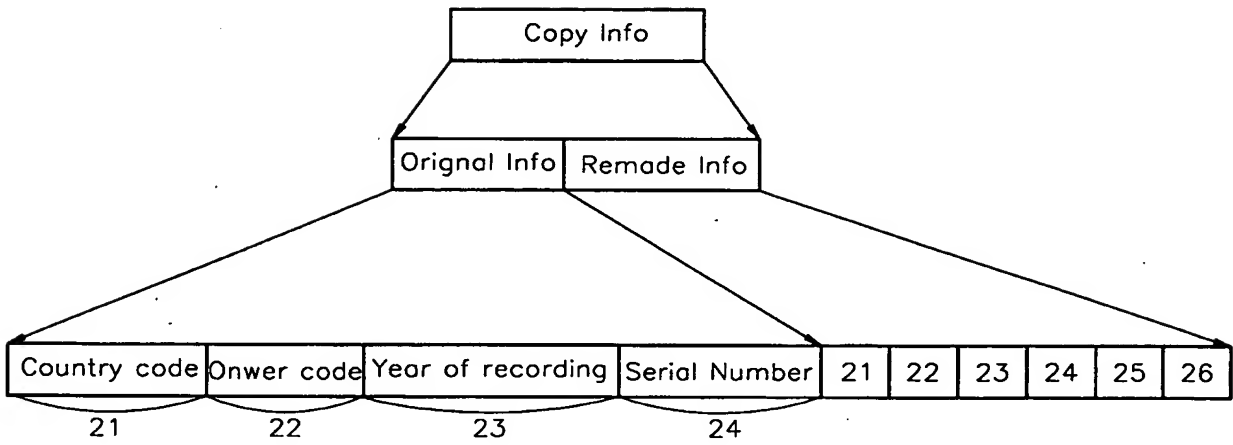 Copy Info
Orignal Info Remade Info
Country code Onwer code Year of recording Serial Number 21 22 23 24 25 26
21 22 23 24